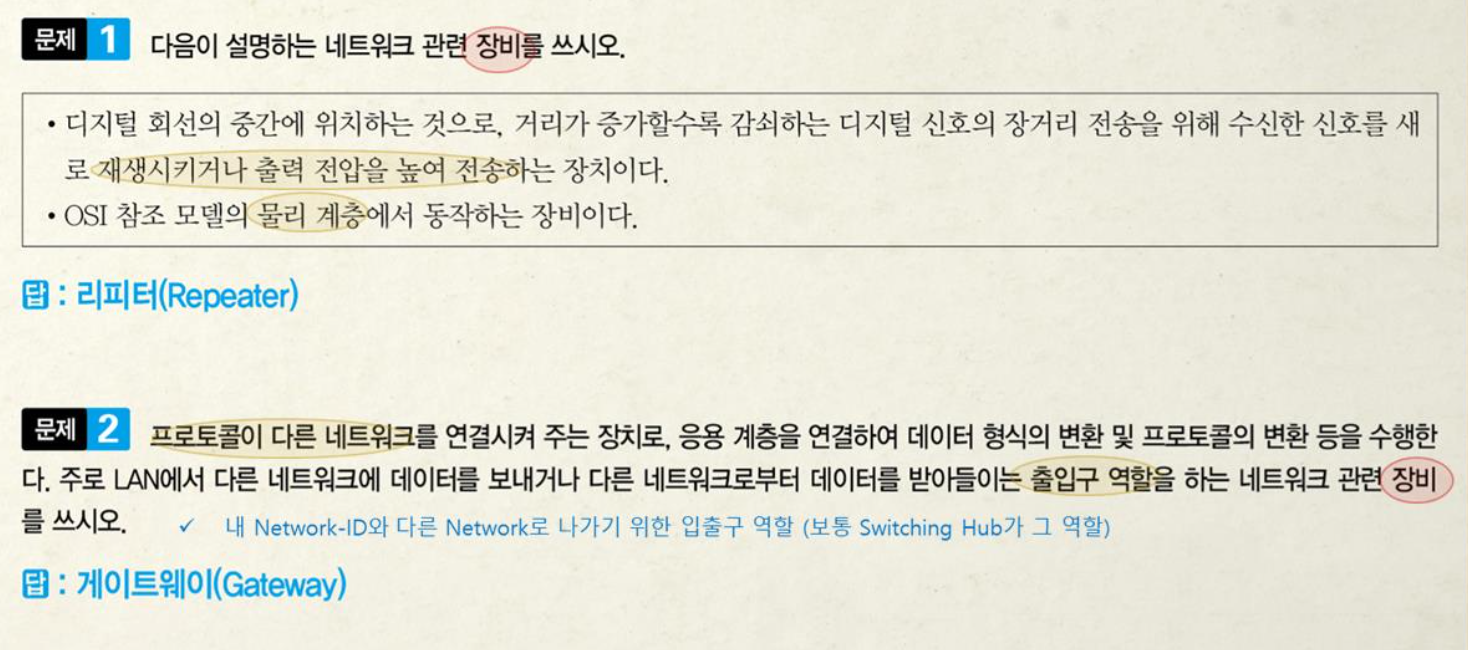 문제 1 다음이 설명하는 네트워크 관련 장비를 쓰시오.
• 디지털 회선의 중간에 위치하는 것으로, 거리가 증가할수록 감쇠하는 디지털 신호의 장거리 전송을 위해 수신한 신호를 새
로 재생시키거나 출력 전압을 높여 전송하는 장치이다.
• OSI 참조 모델의 물리 계층에서 동작하는 장비이다.
답 : 리피터(Repeater)
문제 2 프로토콜이 다른 네트워크를 연결시켜 주는 장치로, 응용 계층을 연결하여 데이터 형식의 변환 및 프로토콜의 변환 등을 수행한
다. 주로 LAN에서 다른 네트워크에 데이터를 보내거나 다른 네트워크로부터 데이터를 받아들이는 출입구 역할을 하는 네트워크 관련 장비
를 쓰시오. ✓ 내 Network-ID와 다른 Network로 나가기 위한 입출구 역할 (보통 Switching Hub가 그 역할)
답 : 게이트웨이(Gateway)